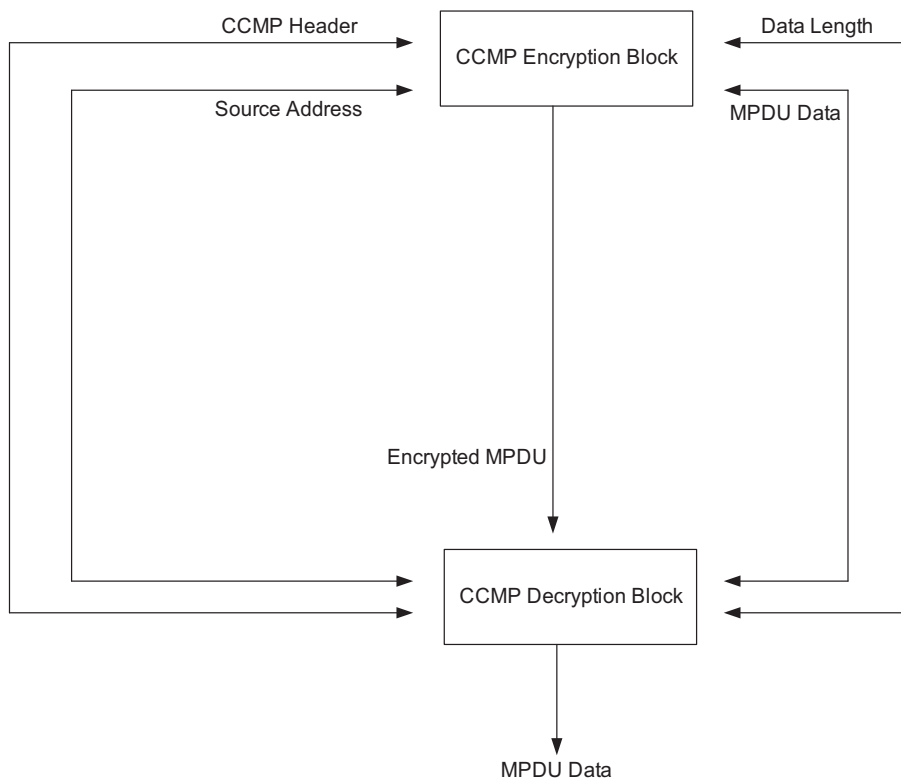 CCMP Header
Data Length
CCMP Encryption Block
Source Address
MPDU Data
Encrypted MPDU
CCMP Decryption Block
MPDU Data